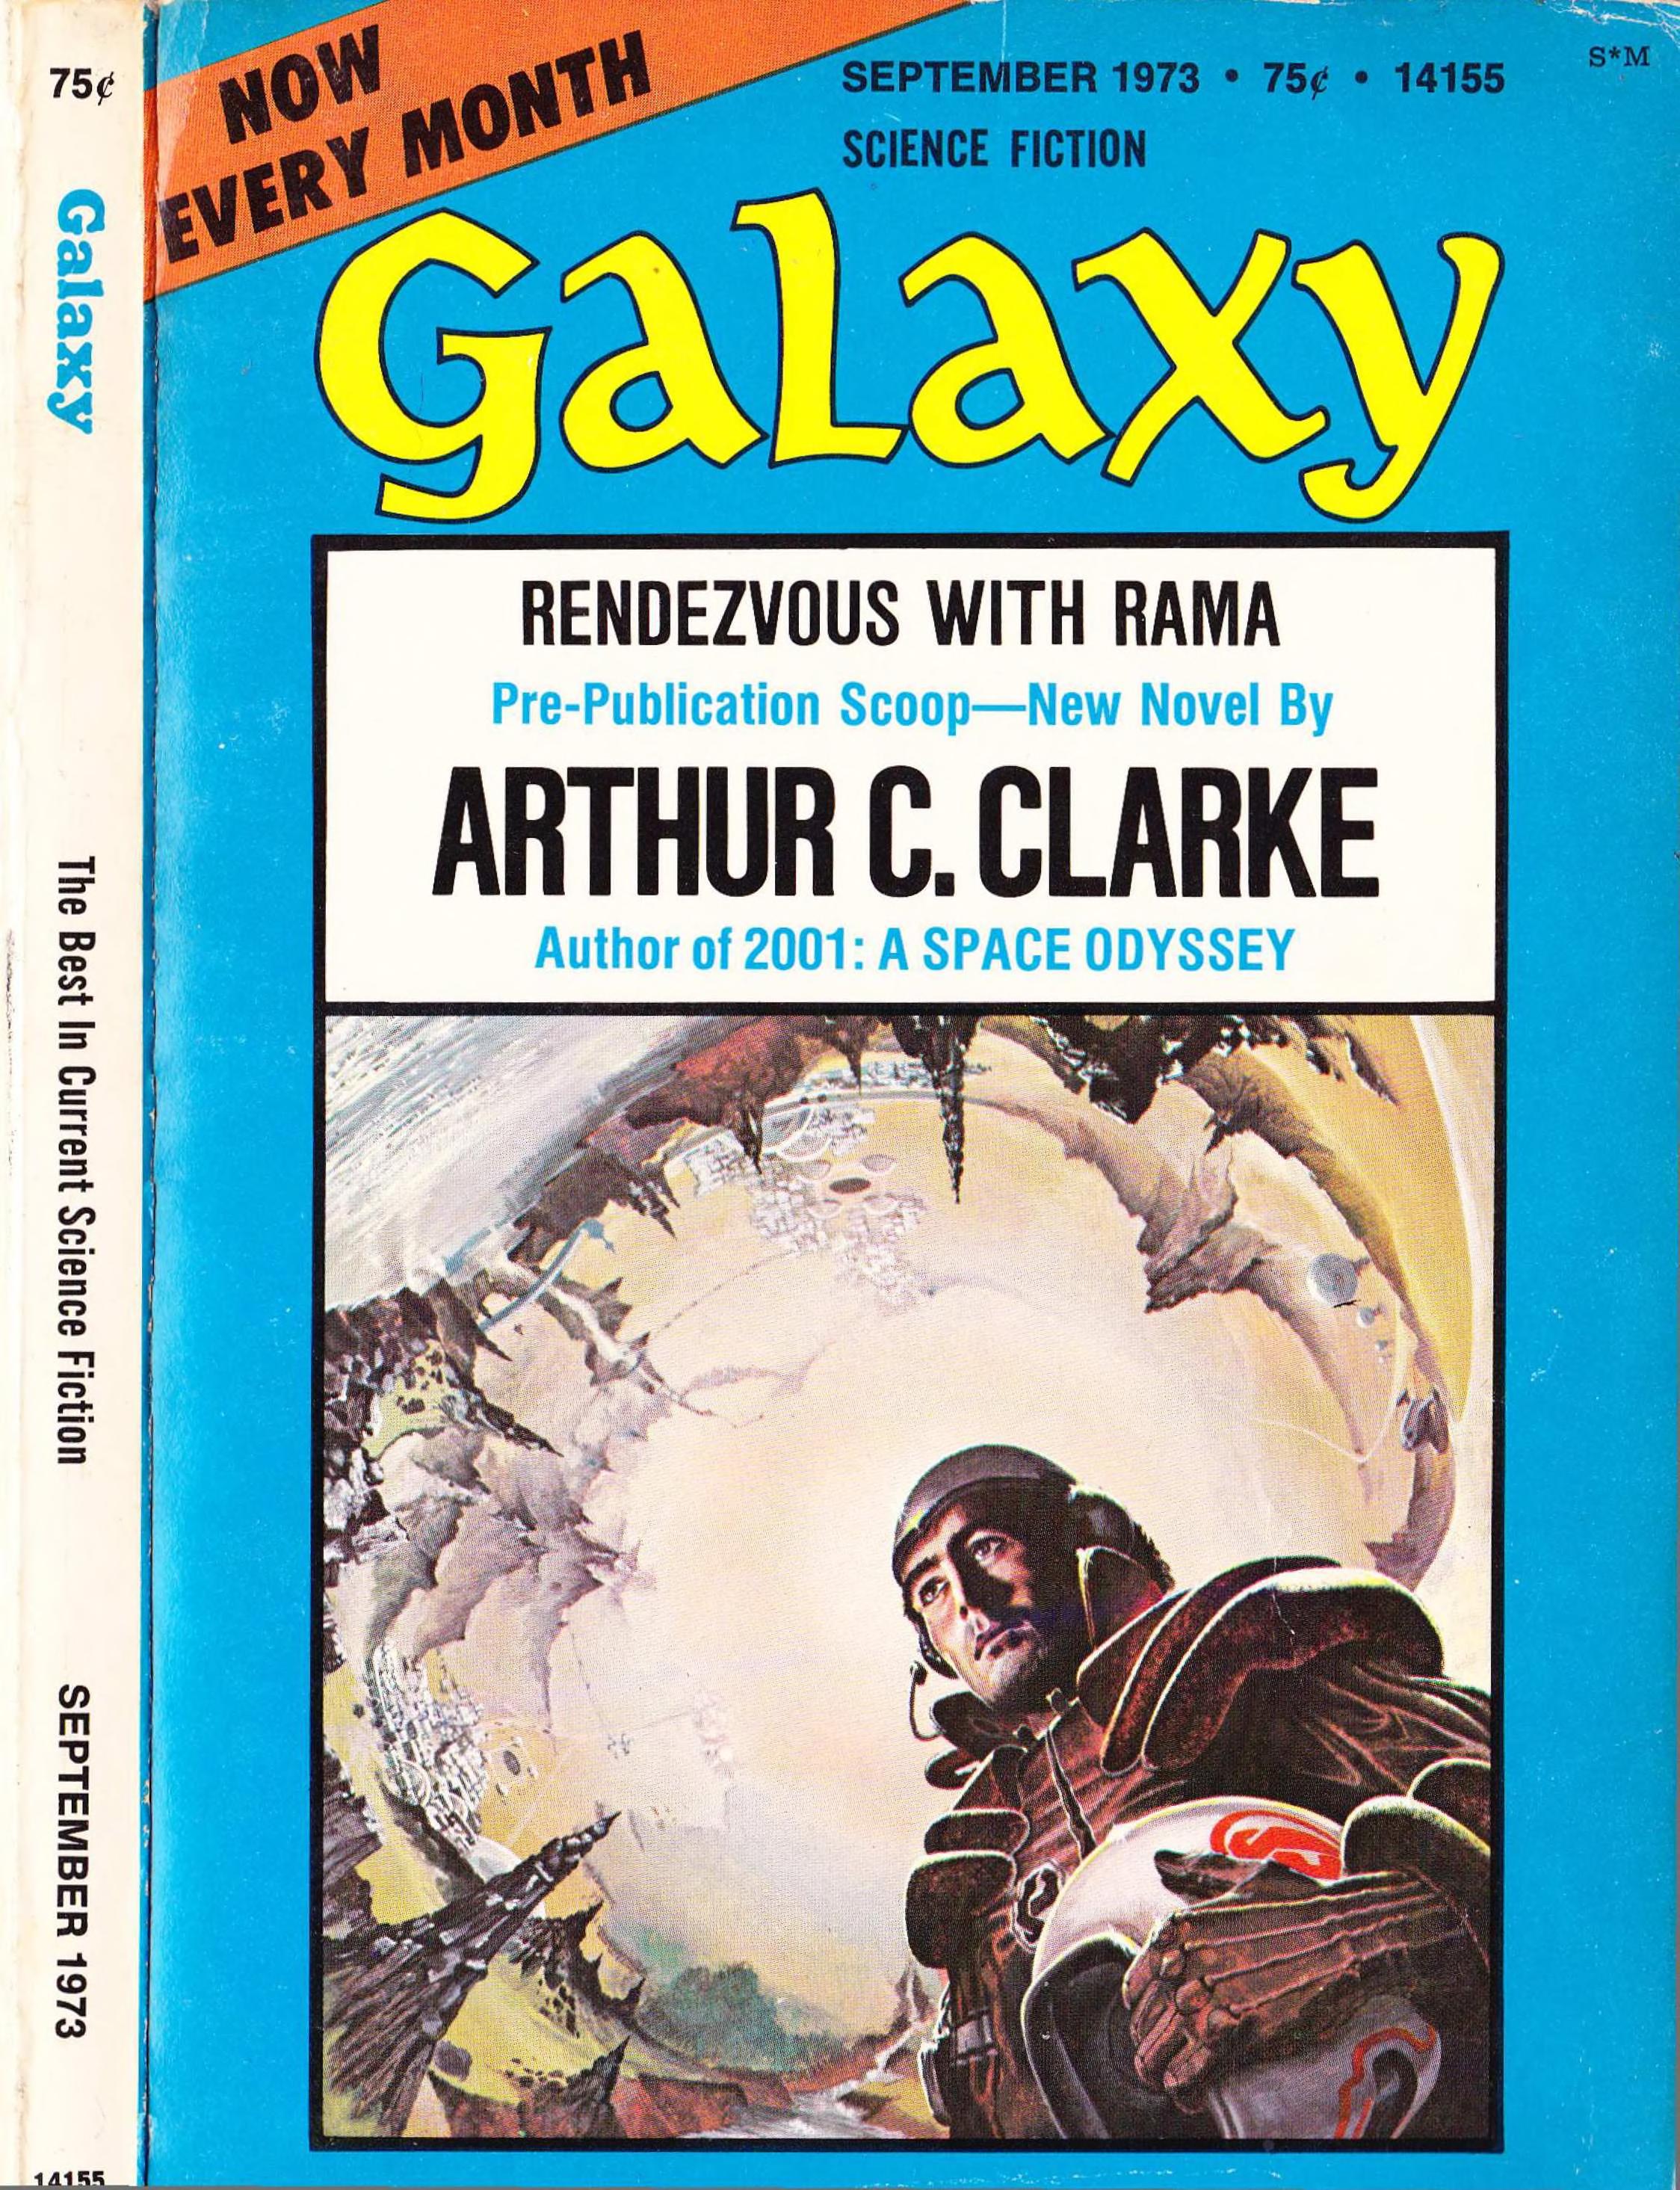 75¢
Galaxy
The Best In Current Science Fiction
SEPTEMBER 1973
14155
NOW
EVERY MONTH
SEPTEMBER 1973 • 75¢ • 14155
S*M
SCIENCE FICTION
Galaxy
RENDEZVOUS WITH RAMA
Pre-Publication Scoop—New Novel By
ARTHUR C. CLARKE
Author of 2001: A SPACE ODYSSEY